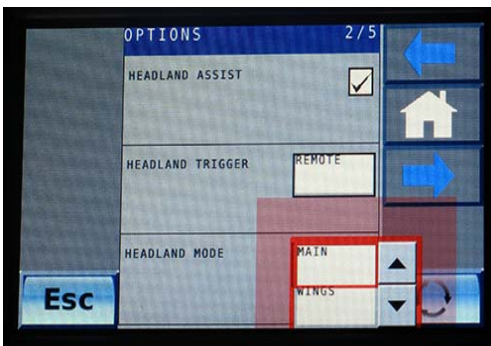 OPTIONS 2/5
HEADLAND ASSIST
HEADLAND TRIGGER REMOTE
HEADLAND MODE MAIN
WINGS
Esc